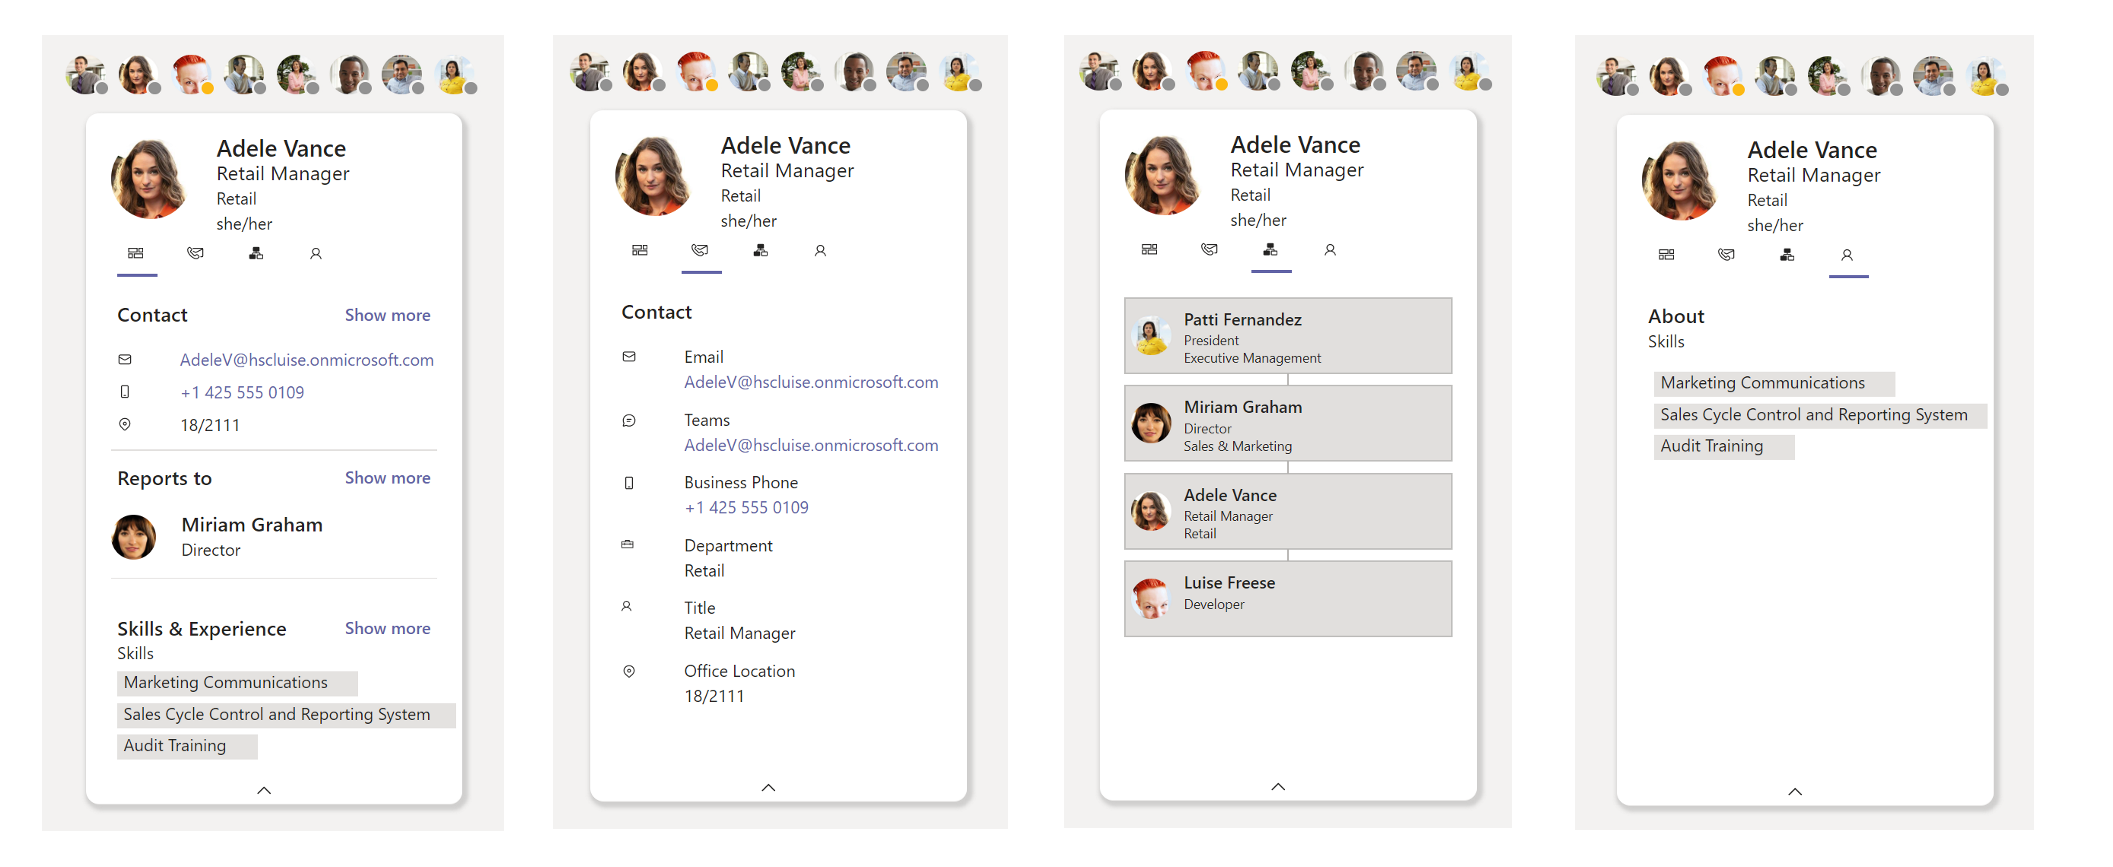 Adele Vance
Retail Manager
Retail
she/her
Contact
Show more
AdeleV@hscluise.onmicrosoft.com
+1 425 555 0109
18/2111
Reports to
Show more
Miriam Graham
Director
Skills & Experience
Show more
Skills
Marketing Communications
Sales Cycle Control and Reporting System
Audit Training
Adele Vance
Retail Manager
Retail
she/her
Contact
Email
AdeleV@hscluise.onmicrosoft.com
Teams
AdeleV@hscluise.onmicrosoft.com
Business Phone
+1 425 555 0109
Department
Retail
Title
Retail Manager
Office Location
18/2111
Adele Vance
Retail Manager
Retail
she/her
Patti Fernandez
President
Executive Management
Miriam Graham
Director
Sales & Marketing
Adele Vance
Retail Manager
Retail
Luise Freese
Developer
Adele Vance
Retail Manager
Retail
she/her
About
Skills
Marketing Communications
Sales Cycle Control and Reporting System
Audit Training